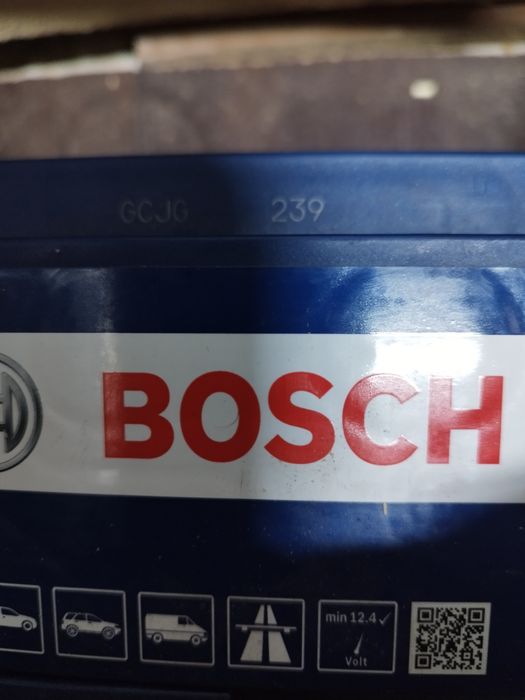 GCJG 239
BOSCH
min 12.4✓
Volt